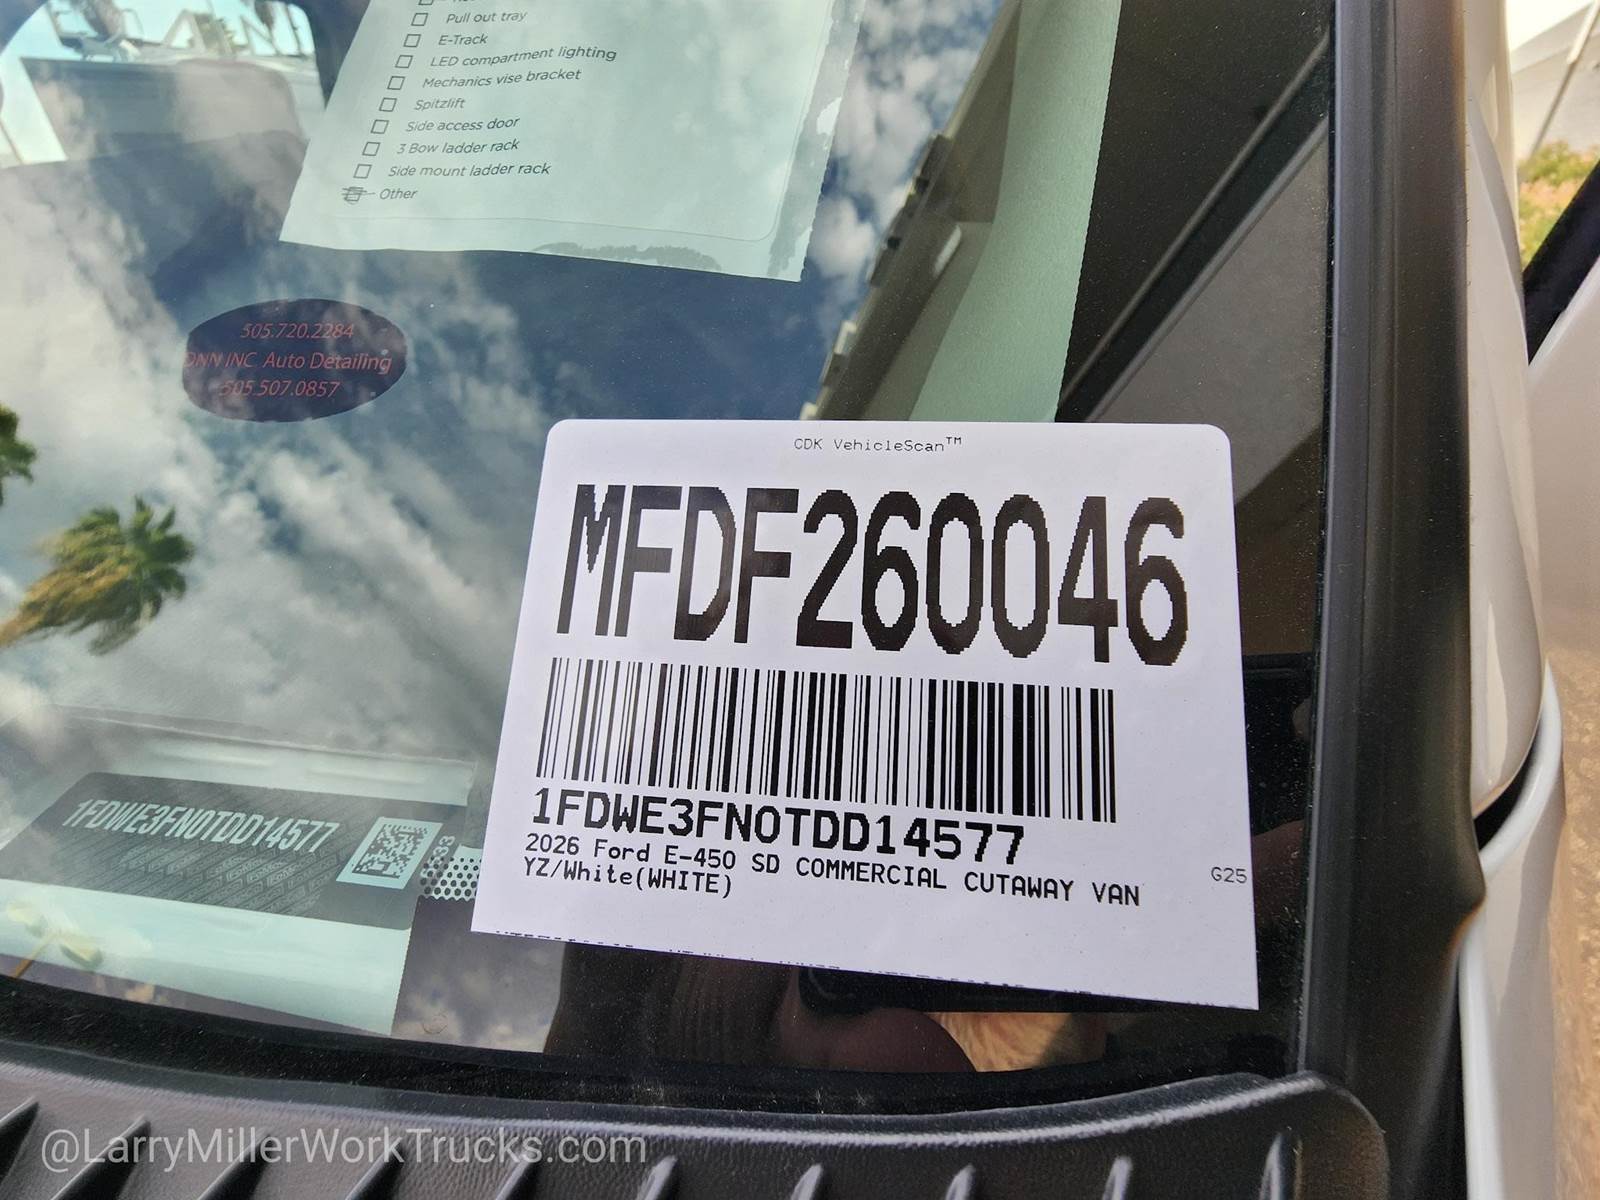 Pull out tray
E-Track
LED compartment lighting
Mechanics vise bracket
Spitzlift
Side access door
3 Bow ladder rack
Side mount ladder rack
Other
505.720.2284
DNN INC Auto Detailing
505.507.0857
CDK VehicleScan™
MFDF260046
1FDWE3FN0TDD14577
2026 Ford E-450 SD COMMERCIAL CUTAWAY VAN
YZ/White(WHITE)
G25
1FDWE3FN0TDD14577
33
@LarryMillerWorkTrucks.com